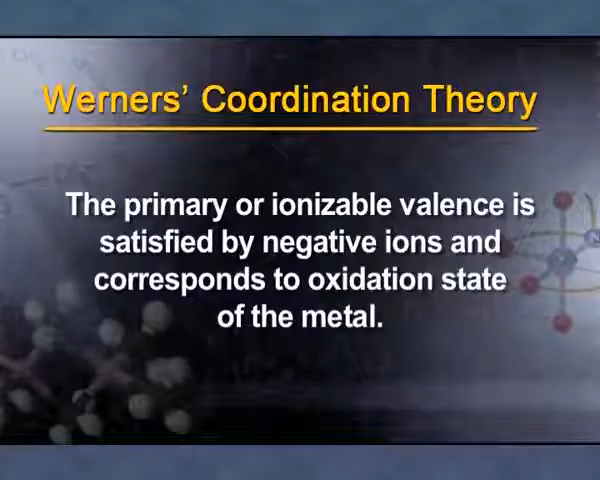 Werners’ Coordination Theory
The primary or ionizable valence is
satisfied by negative ions and
corresponds to oxidation state
of the metal.